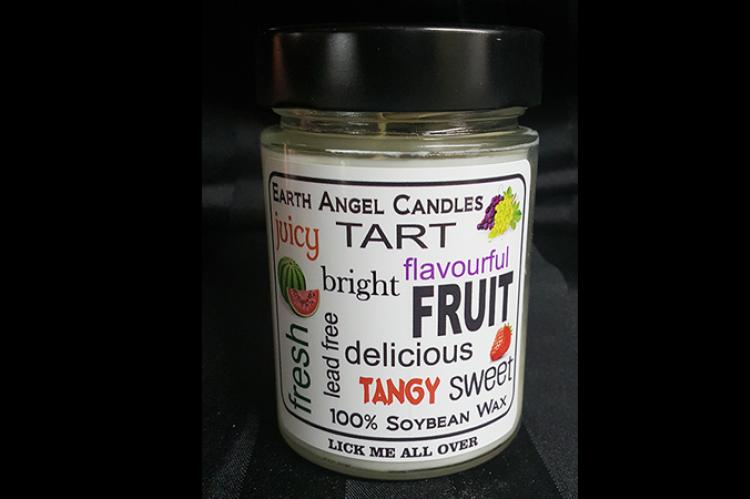 EARTH ANGEL CANDLES
juicy TART
flavourful
bright
FRUIT
fresh
lead free
delicious
TANGY sweet
100% SOYBEAN WAX
LICK ME ALL OVER